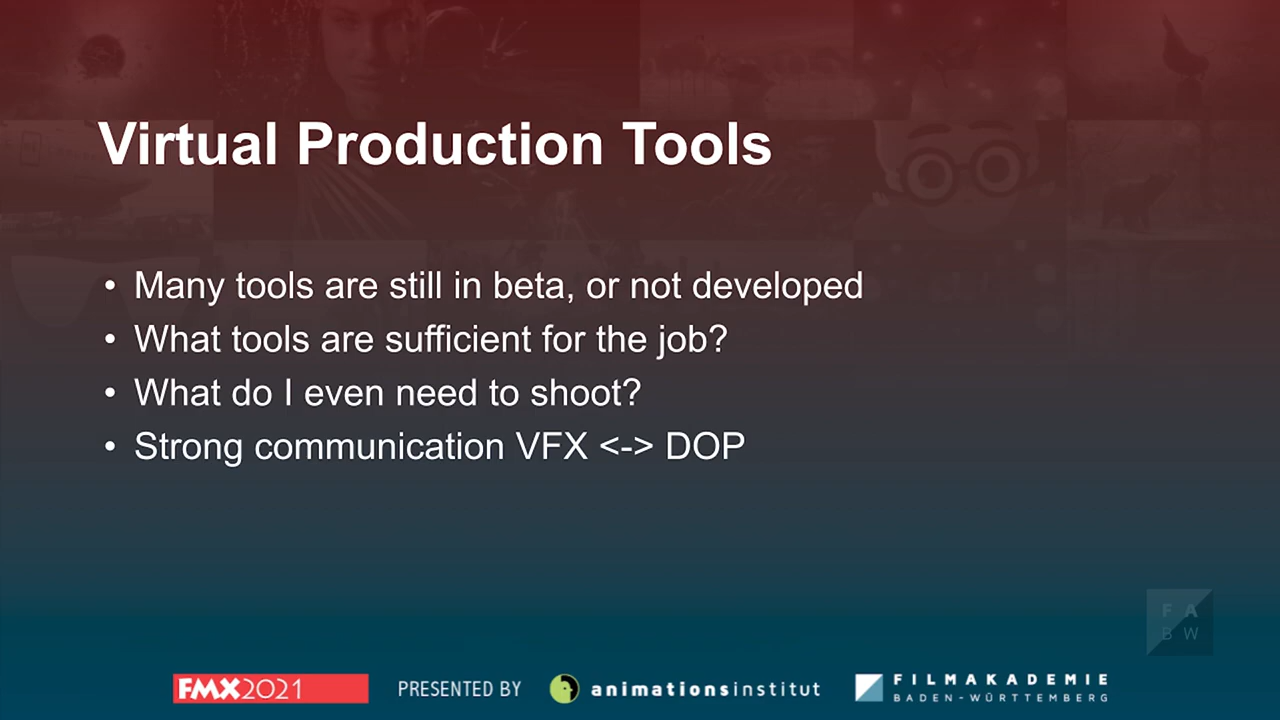 Virtual Production Tools
• Many tools are still in beta, or not developed
• What tools are sufficient for the job?
• What do I even need to shoot?
• Strong communication VFX <-> DOP
F A
B W
FMX2021 PRESENTED BY animationsinstitut FILMAKADEMIE
BADEN-WÜRTTEMBERG